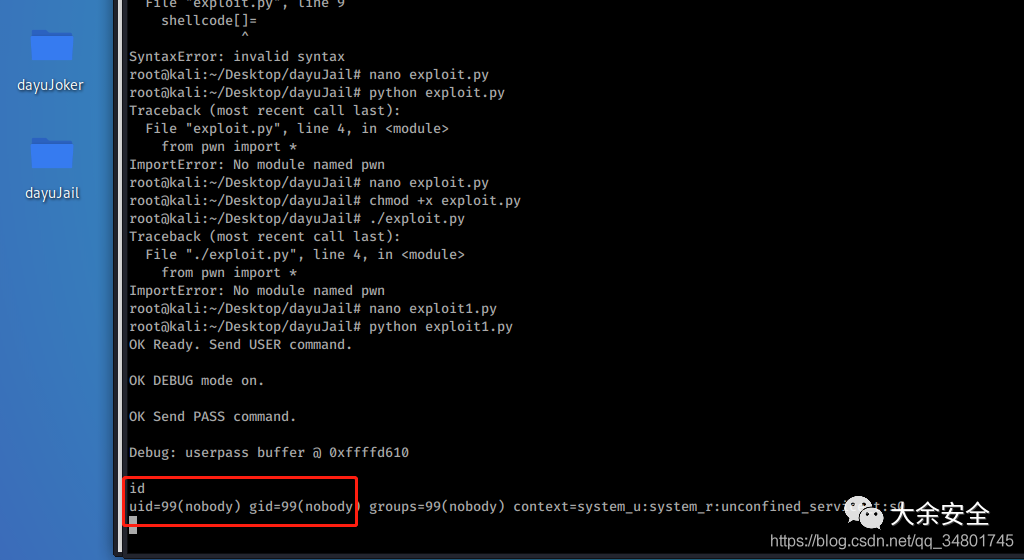 dayuJoker
dayuJail
File "exploit.py", line 9
shellcode[]=
^
SyntaxError: invalid syntax
root@kali:~/Desktop/dayuJail# nano exploit.py
root@kali:~/Desktop/dayuJail# python exploit.py
Traceback (most recent call last):
File "exploit.py", line 4, in <module>
from pwn import *
ImportError: No module named pwn
root@kali:~/Desktop/dayuJail# nano exploit.py
root@kali:~/Desktop/dayuJail# chmod +x exploit.py
root@kali:~/Desktop/dayuJail# ./exploit.py
Traceback (most recent call last):
File "./exploit.py", line 4, in <module>
from pwn import *
ImportError: No module named pwn
root@kali:~/Desktop/dayuJail# nano exploit1.py
root@kali:~/Desktop/dayuJail# python exploit1.py
OK Ready. Send USER command.
OK DEBUG mode on.
OK Send PASS command.
Debug: userpass buffer @ 0xffffd610
id
uid=99(nobody) gid=99(nobody) groups=99(nobody)
大余安全
https://blog.csdn.net/qq_34801745